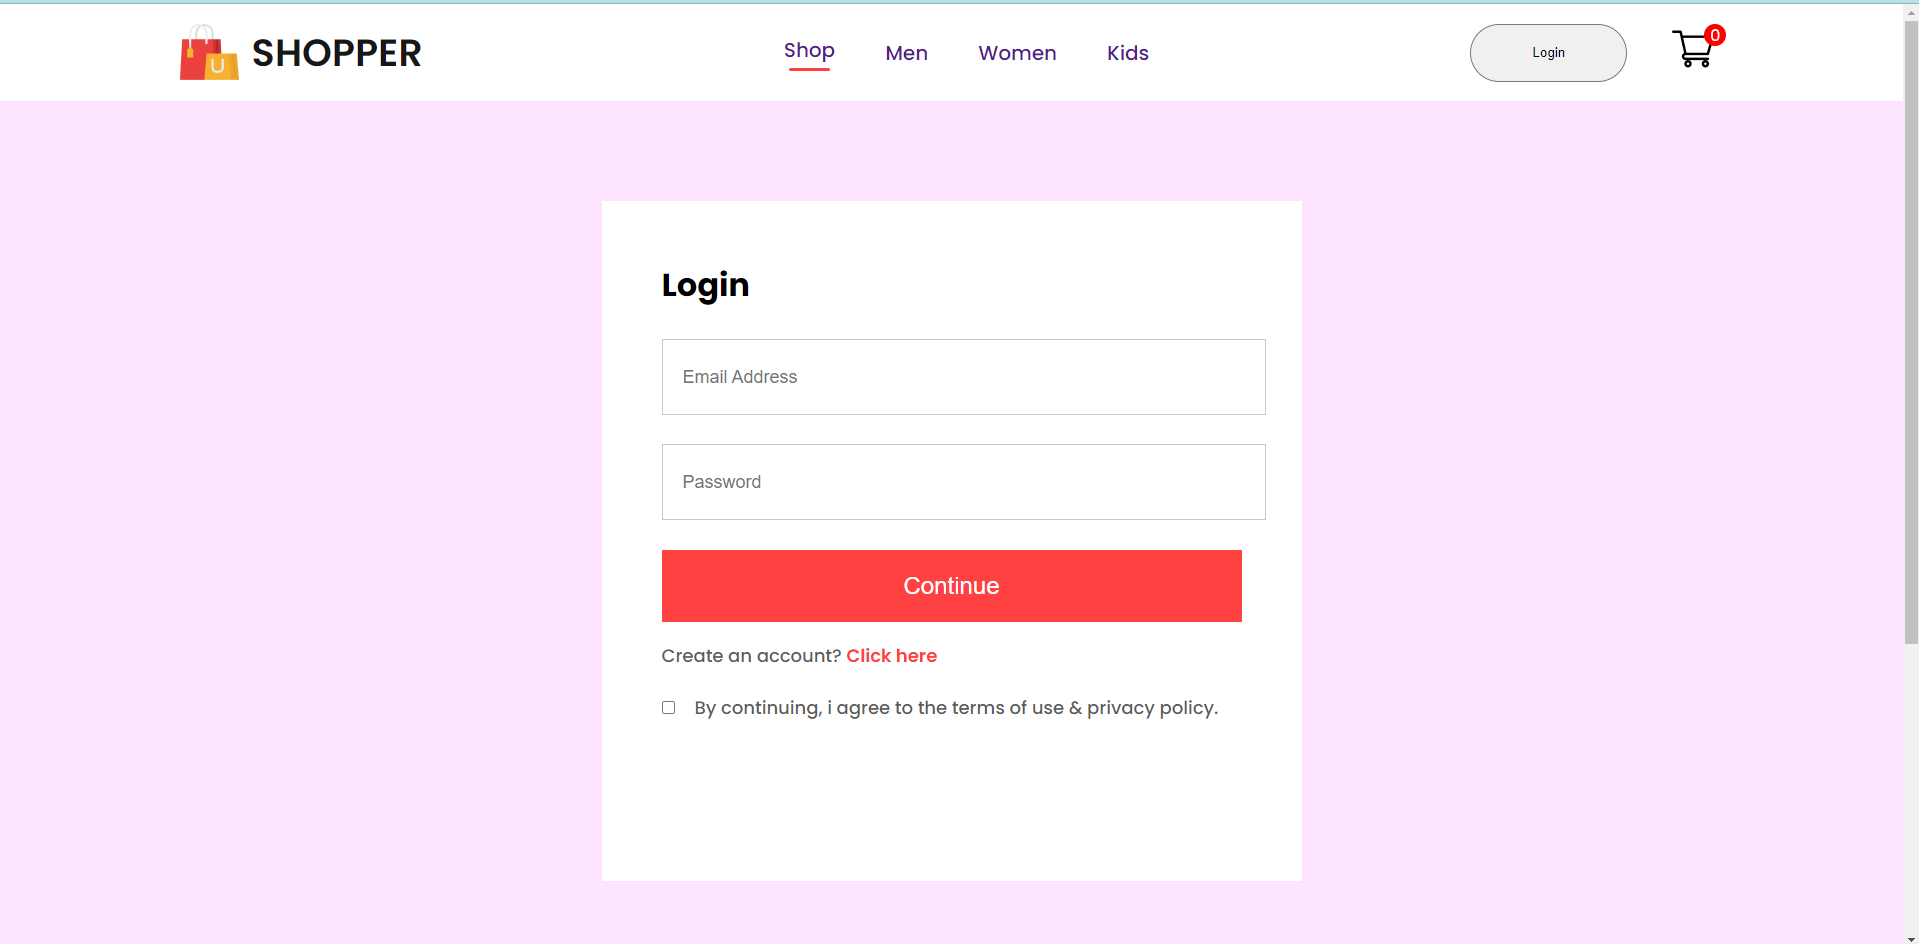 SHOPPER
Shop Men Women Kids
Login
0
U
Login
Email Address
Password
Continue
Create an account? Click here
By continuing, i agree to the terms of use & privacy policy.